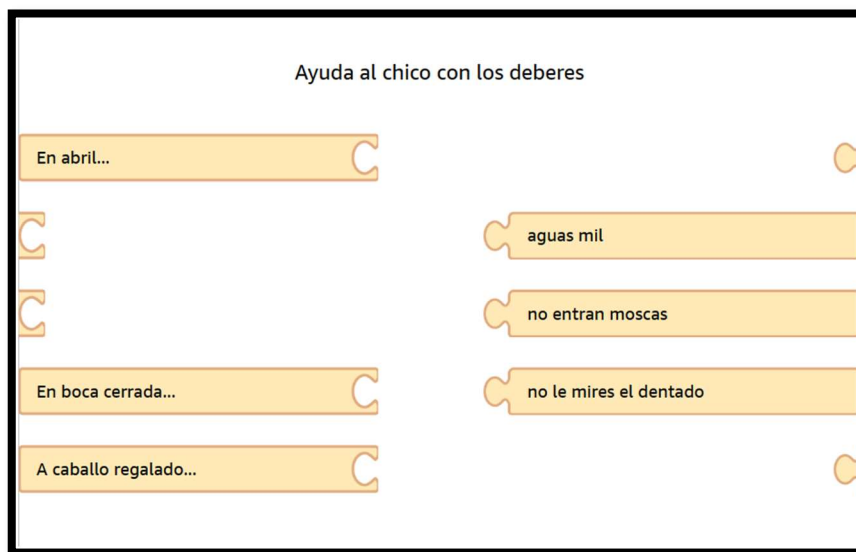 Ayuda al chico con los deberes
En abril...
aguas mil
no entran moscas
En boca cerrada...
no le mires el dentado
A caballo regalado...